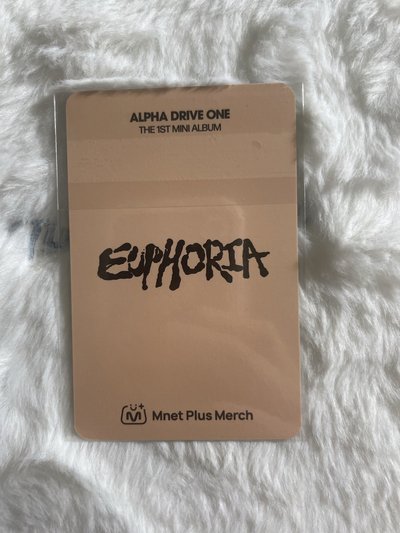 ALPHA DRIVE ONE
THE 1ST MINI ALBUM
EUPHORIA
Mnet Plus Merch